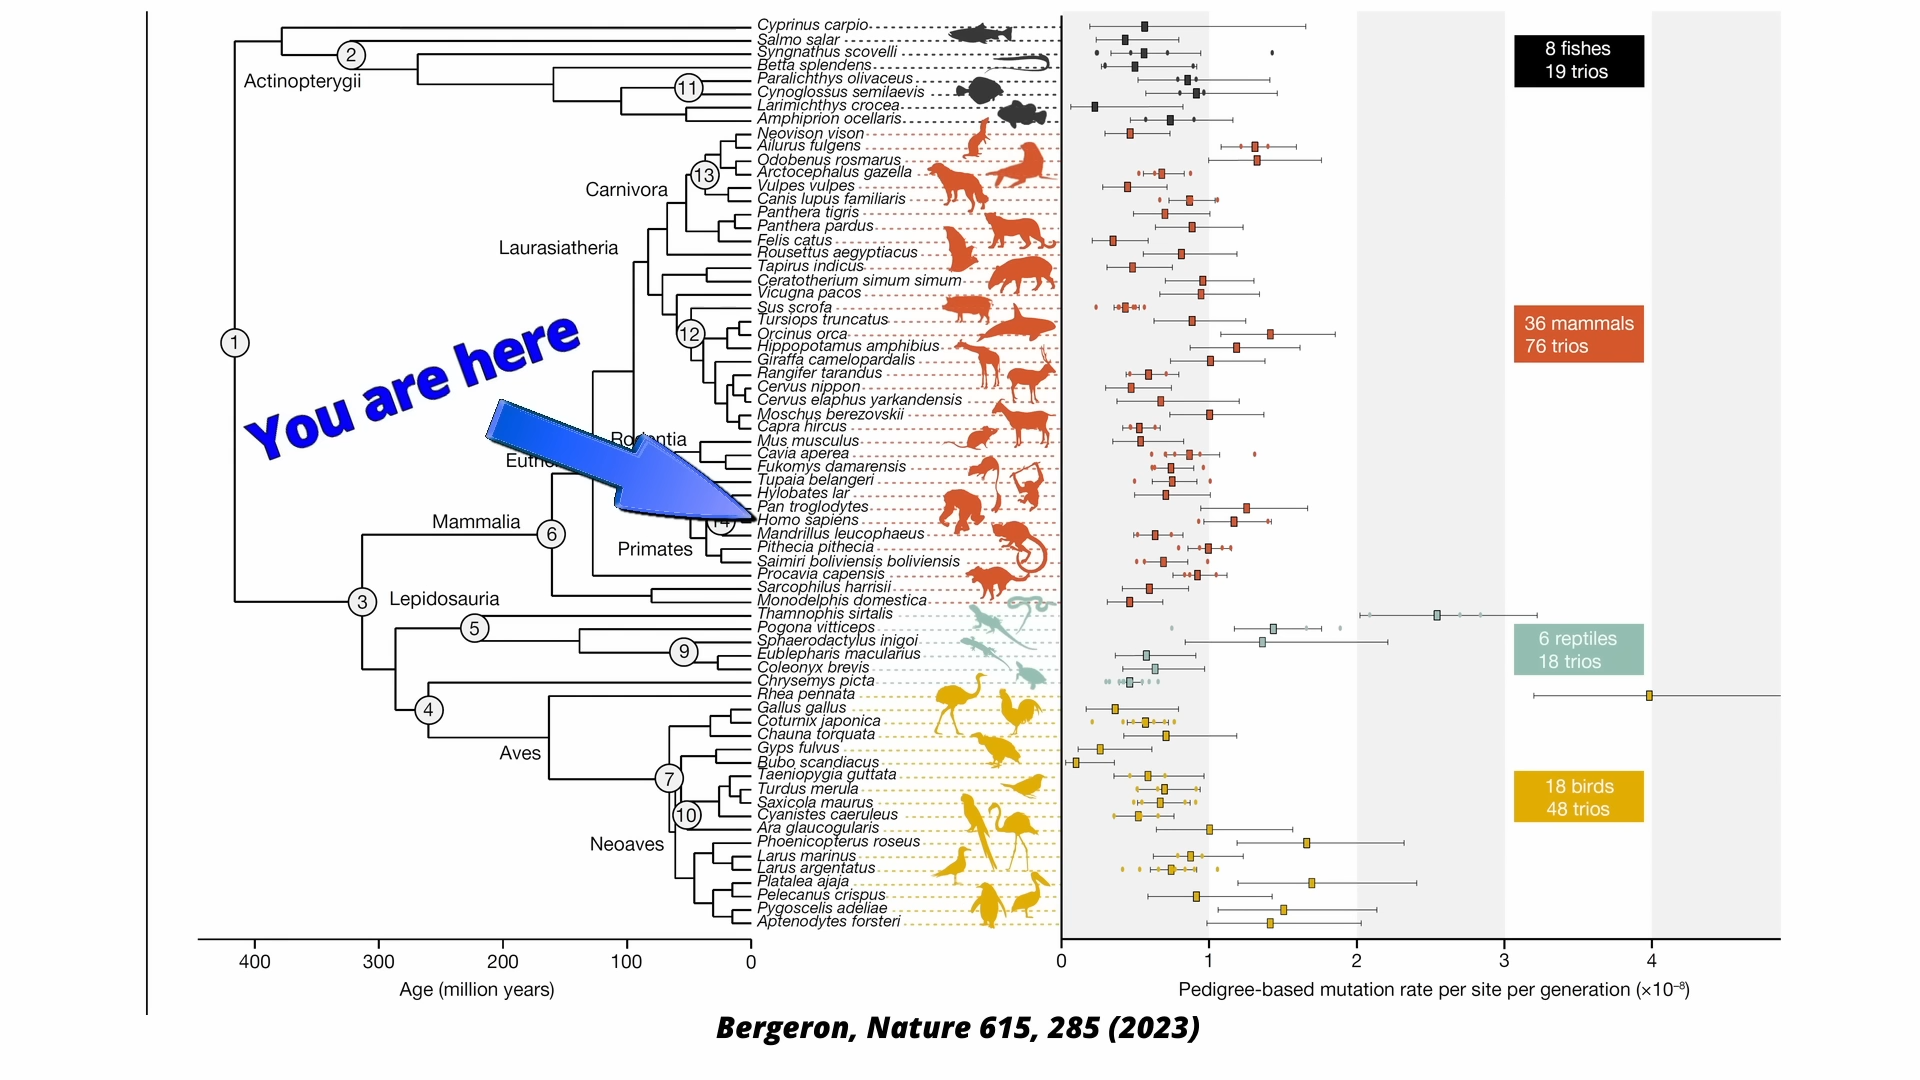 Cyprinus carpio
Salmo salar
Syngnathus scovelli
Betta splendens
Paralichthys olivaceus
Cynoglossus semilaevis
Larimichthys crocea
Amphiprion ocellaris
Neovison vison
Ailurus fulgens
Odobenus rosmarus
Arctocephalus gazella
Vulpes vulpes
Canis lupus familiaris
Panthera tigris
Panthera pardus
Felis catus
Rousettus aegyptiacus
Tapirus indicus
Ceratotherium simum simum
Vicugna pacos
Sus scrofa
Tursiops truncatus
Orcinus orca
Hippopotamus amphibius
Giraffa camelopardalis
Rangifer tarandus
Cervus nippon
Cervus elaphus yarkandensis
Moschus berezovskii
Capra hircus
Mus musculus
Cavia aperea
Fukomys damarensis
Tupaia belangeri
Hylobates lar
Pan troglodytes
Homo sapiens
Mandrillus leucophaeus
Pithecia pithecia
Saimiri boliviensis boliviensis
Procavia capensis
Sarcophilus harrisii
Monodelphis domestica
Thamnophis sirtalis
Pogona vitticeps
Sphaerodactylus inigoi
Eublepharis macularius
Coleonyx brevis
Chrysemys picta
Rhea pennata
Gallus gallus
Coturnix japonica
Chauna torquata
Gyps fulvus
Bubo scandiacus
Taeniopygia guttata
Turdus merula
Saxicola maurus
Cyanistes caeruleus
Ara glaucogularis
Phoenicopterus roseus
Larus marinus
Larus argentatus
Platalea ajaja
Pelecanus crispus
Pygoscelis adeliae
Aptenodytes forsteri
Actinopterygii
Carnivora
Laurasiatheria
You are here
Mammalia
Primates
Lepidosauria
Aves
Neoaves
1
2
3
4
5
6
7
9
10
11
12
13
8 fishes
19 trios
36 mammals
76 trios
6 reptiles
18 trios
18 birds
48 trios
400 300 200 100 0
Age (million years)
0 1 2 3 4
Pedigree-based mutation rate per site per generation (×10⁻⁸)
Bergeron, Nature 615, 285 (2023)